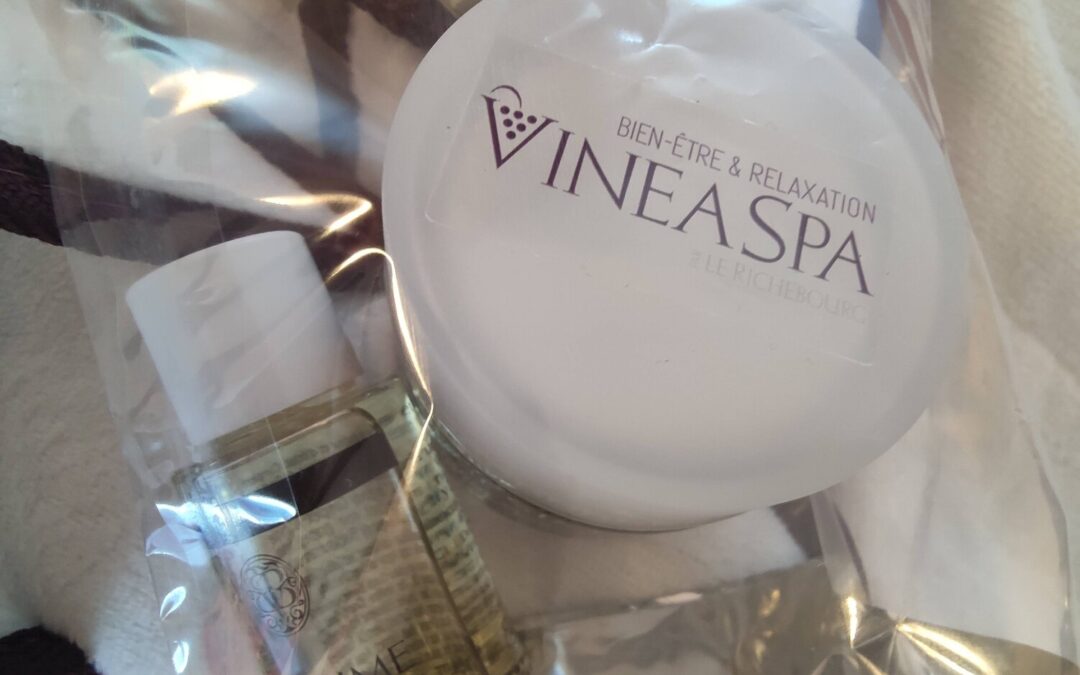 BIEN-ÊTRE & RELAXATION
VINEASPA
LE RICHEBOURG
B